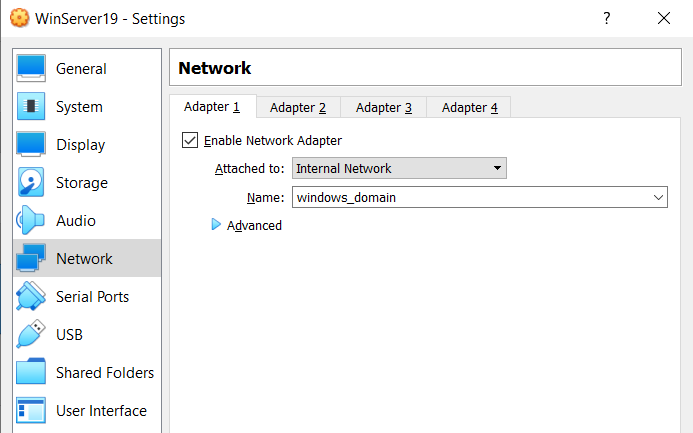 WinServer19 - Settings
?
General
System
Display
Storage
Audio
Network
Serial Ports
USB
Shared Folders
User Interface
Network
Adapter 1 Adapter 2 Adapter 3 Adapter 4
Enable Network Adapter
Attached to: Internal Network
Name: windows_domain
Advanced